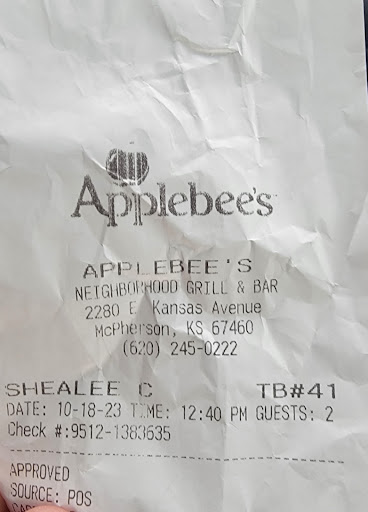 Applebee's
APPLEBEE'S
NEIGHBORHOOD GRILL & BAR
2280 E Kansas Avenue
McPherson, KS 67460
(620) 245-0222
SHEALEE C TB#41
DATE: 10-18-23 TIME: 12:40 PM GUESTS: 2
Check #:9512-1383635
APPROVED
SOURCE: POS